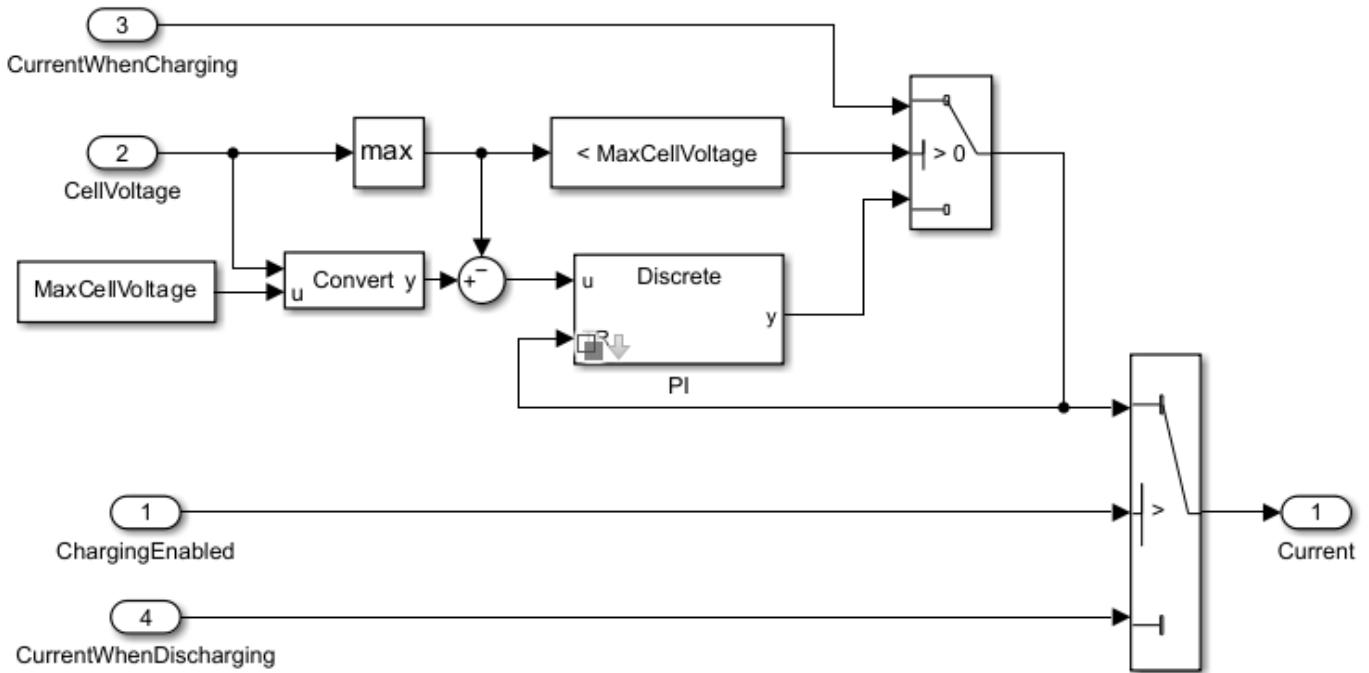 3
CurrentWhenCharging
2
CellVoltage
max
< MaxCellVoltage
> 0
MaxCellVoltage
u
Convert
y
+
−
u
Discrete
y
PI
1
ChargingEnabled
>
1
Current
4
CurrentWhenDischarging